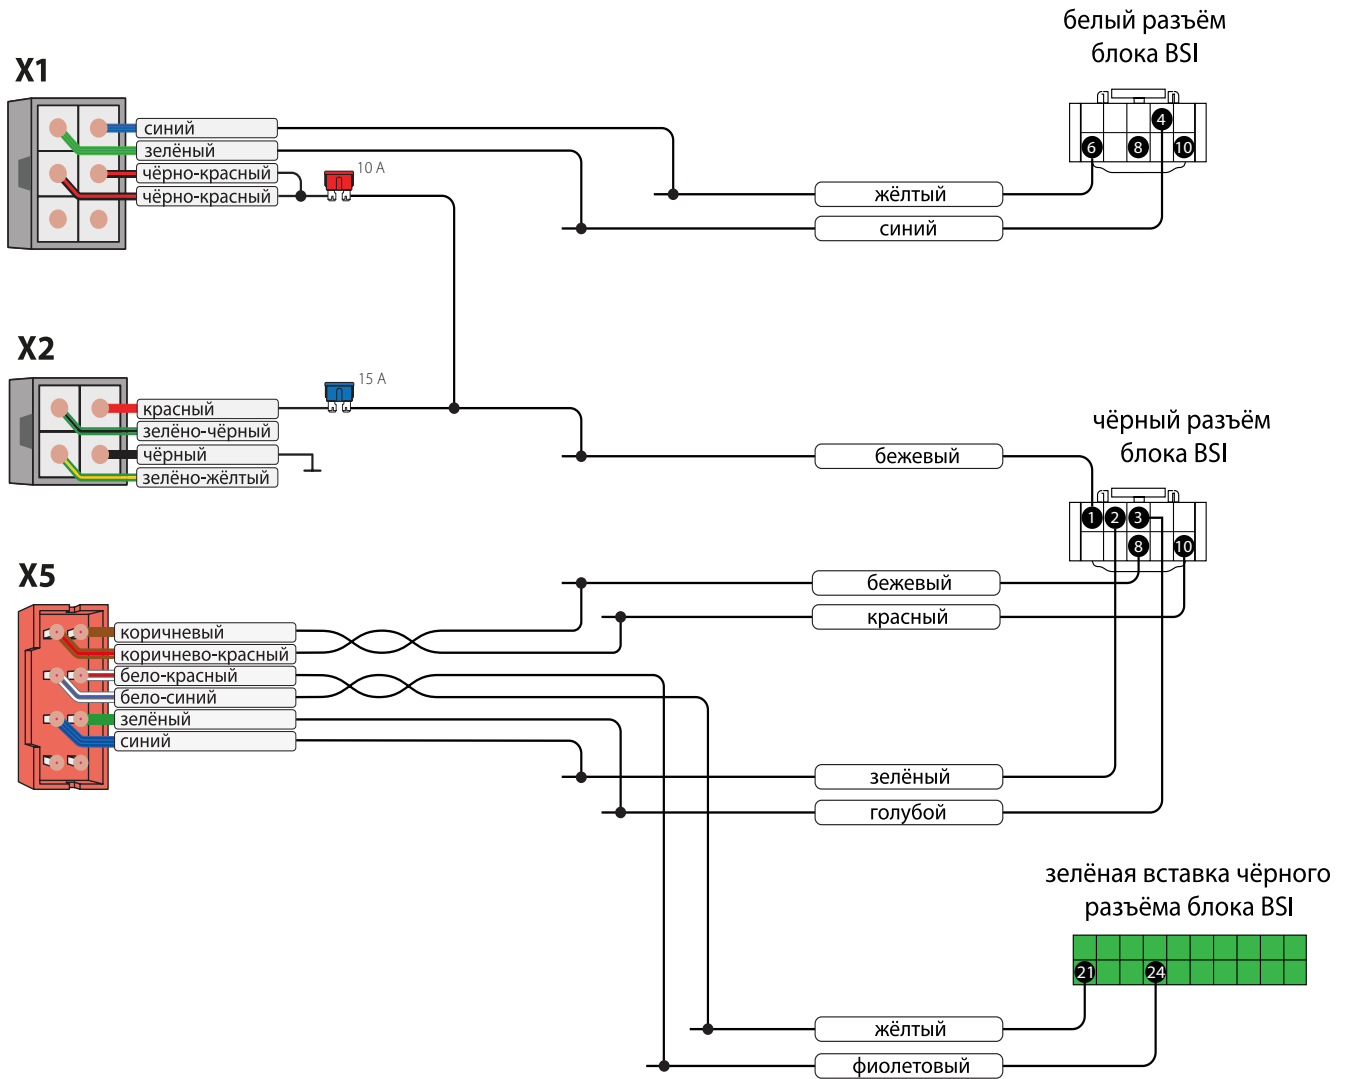 белый разъём
блока BSI
X1
синий
зелёный
чёрно-красный
чёрно-красный
10 А
4
6
8
10
жёлтый
синий
X2
15 А
красный
зелёно-чёрный
чёрный
зелёно-жёлтый
бежевый
чёрный разъём
блока BSI
1
2
3
8
10
X5
бежевый
красный
коричневый
коричнево-красный
бело-красный
бело-синий
зелёный
синий
зелёный
голубой
зелёная вставка чёрного
разъёма блока BSI
21
24
жёлтый
фиолетовый